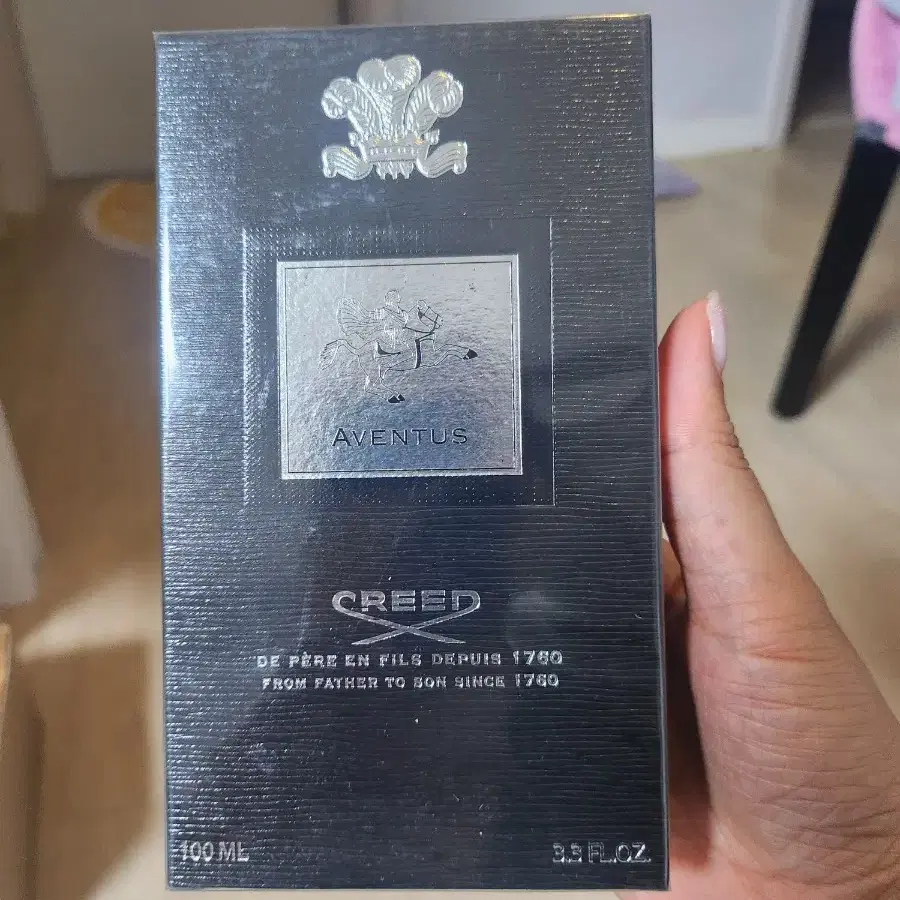 AVENTUS
CREED
DE PÈRE EN FILS DEPUIS 1760
FROM FATHER TO SON SINCE 1760
100 ML
3.3 FL.OZ.